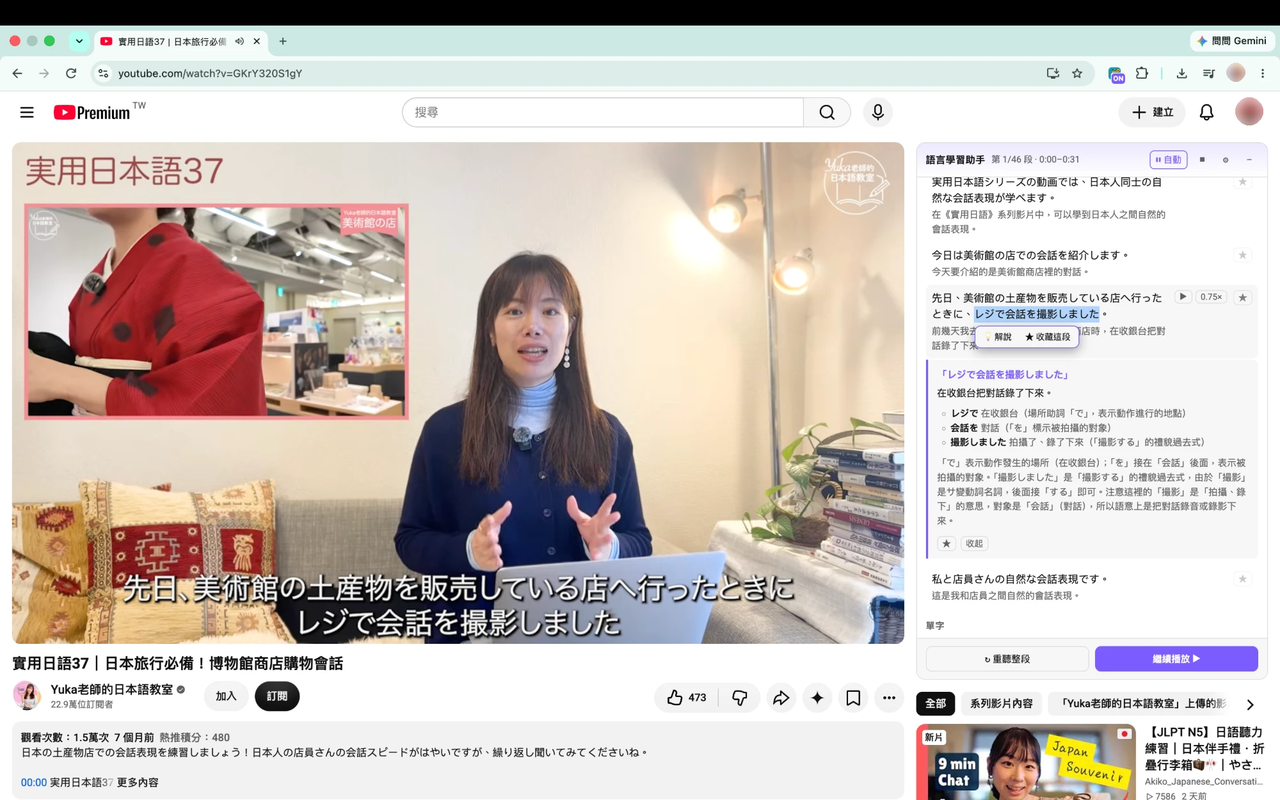 實用日語37｜日本旅行必備
問問 Gemini
youtube.com/watch?v=GKrY320S1gY
ON
Premium TW
搜尋
建立
実用日本語37
Yuka老師的
日本語教室
Yuka老師的日本語教室
美術館の店
先日、美術館の土産物を販売している店へ行ったときに
レジで会話を撮影しました
實用日語37｜日本旅行必備！博物館商店購物會話
Yuka老師的日本語教室
22.9萬位訂閱者
加入
訂閱
473
觀看次數：1.5萬次 7 個月前 熱推積分：480
日本の土産物店での会話表現を練習しましょう！日本人の店員さんの会話スピードがはやいですが、繰り返し聞いてみてくださいね。
00:00 実用日本語37 更多內容
語言學習助手 第 1/46 段 · 0:00–0:31
自動
実用日本語シリーズの動画では、日本人同士の自
然な会話表現が学べます。
在《實用日語》系列影片中，可以學到日本人之間自然的
會話表現。
今日は美術館の店での会話を紹介します。
今天要介紹的是美術館商店裡的對話。
先日、美術館の土産物を販売している店へ行った
ときに、レジで会話を撮影しました。
0.75×
前幾天我去
店時，在收銀台把對
話錄了下來
解說
★ 收藏這段
「レジで会話を撮影しました」
在收銀台把對話錄了下來。
レジで 在收銀台（場所助詞「で」，表示動作進行的地點）
会話を 對話（「を」標示被拍攝的對象）
撮影しました 拍攝了、錄了下來（「撮影する」的禮貌過去式）
「で」表示動作發生的場所（在收銀台）；「を」接在「会話」後面，表示被
拍攝的對象。「撮影しました」是「撮影する」的禮貌過去式，由於「撮影」
是サ變動詞名詞，後面接「する」即可。注意這裡的「撮影」是「拍攝、錄
下」的意思，對象是「会話」（對話），所以語意上是把對話錄音或錄影下
來。
★
收起
私と店員さんの自然な会話表現です。
這是我和店員之間自然的會話表現。
單字
↻ 重聽整段
繼續播放 ▶
全部
系列影片內容
「Yuka老師的日本語教室」上傳的影
新片
9 min
Chat
Japan
Souvenir
【JLPT N5】日語聽力
練習｜日本伴手禮・折
疊行李箱 ｜やさ...
Akiko_Japanese_Conversati...
7586 2 天前